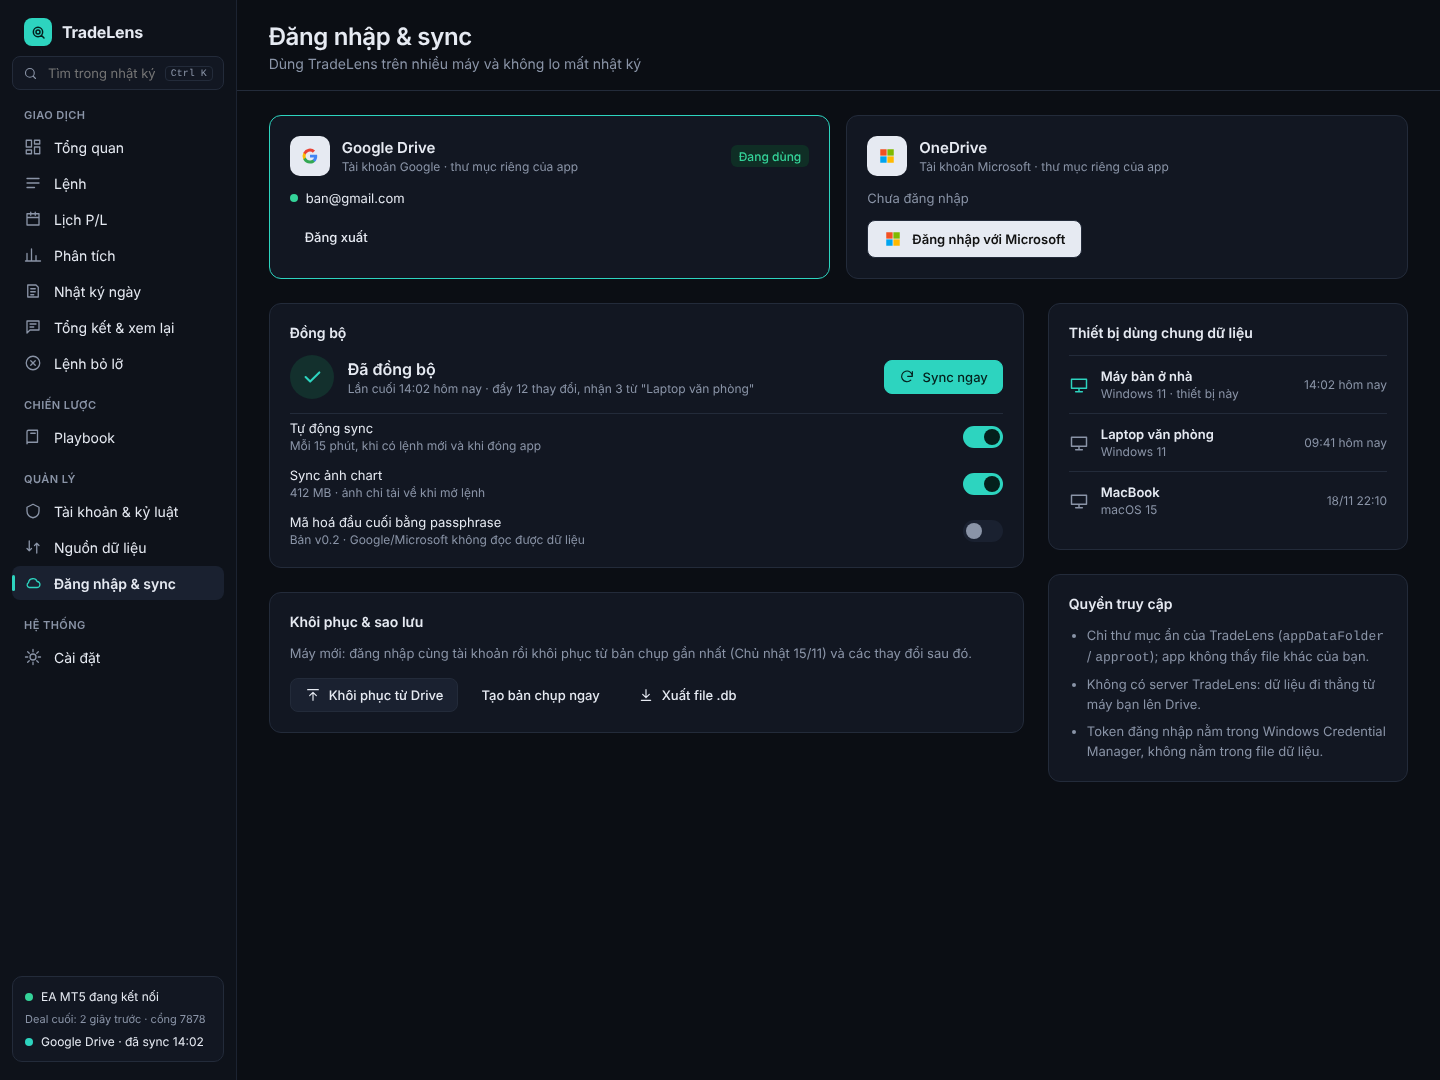 TradeLens
Tìm trong nhật ký
Ctrl K
GIAO DỊCH
Tổng quan
Lệnh
Lịch P/L
Phân tích
Nhật ký ngày
Tổng kết & xem lại
Lệnh bỏ lỡ
CHIẾN LƯỢC
Playbook
QUẢN LÝ
Tài khoản & kỷ luật
Nguồn dữ liệu
Đăng nhập & sync
HỆ THỐNG
Cài đặt
EA MT5 đang kết nối
Deal cuối: 2 giây trước · cổng 7878
Google Drive · đã sync 14:02
Đăng nhập & sync
Dùng TradeLens trên nhiều máy và không lo mất nhật ký
Google Drive
Tài khoản Google · thư mục riêng của app
Đang dùng
ban@gmail.com
Đăng xuất
OneDrive
Tài khoản Microsoft · thư mục riêng của app
Chưa đăng nhập
Đăng nhập với Microsoft
Đồng bộ
Đã đồng bộ
Lần cuối 14:02 hôm nay · đẩy 12 thay đổi, nhận 3 từ "Laptop văn phòng"
Sync ngay
Tự động sync
Mỗi 15 phút, khi có lệnh mới và khi đóng app
Sync ảnh chart
412 MB · ảnh chỉ tải về khi mở lệnh
Mã hoá đầu cuối bằng passphrase
Bản v0.2 · Google/Microsoft không đọc được dữ liệu
Khôi phục & sao lưu
Máy mới: đăng nhập cùng tài khoản rồi khôi phục từ bản chụp gần nhất (Chủ nhật 15/11) và các thay đổi sau đó.
Khôi phục từ Drive
Tạo bản chụp ngay
Xuất file .db
Thiết bị dùng chung dữ liệu
Máy bàn ở nhà
Windows 11 · thiết bị này
14:02 hôm nay
Laptop văn phòng
Windows 11
09:41 hôm nay
MacBook
macOS 15
18/11 22:10
Quyền truy cập
• Chỉ thư mục ẩn của TradeLens (appDataFolder
/ approot); app không thấy file khác của bạn.
• Không có server TradeLens: dữ liệu đi thẳng từ
máy bạn lên Drive.
• Token đăng nhập nằm trong Windows Credential
Manager, không nằm trong file dữ liệu.